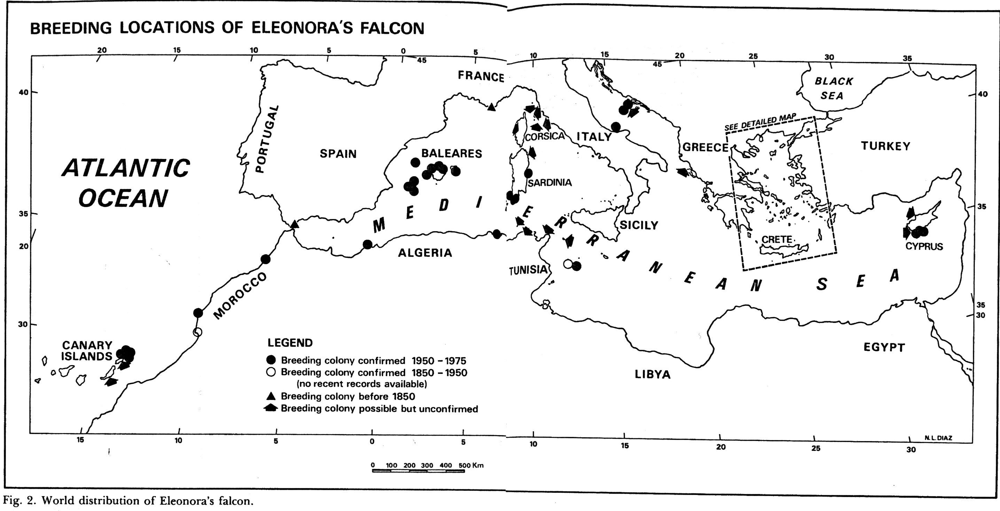 BREEDING LOCATIONS OF ELEONORA'S FALCON
20 15 10 5 0 5 10 15 20 25 30 35
45 45
FRANCE
BLACK
SEA
40 40
PORTUGAL
SEE DETAILED MAP
CORSICA
ITALY
GREECE
TURKEY
SPAIN
BALEARES
ATLANTIC
OCEAN
SARDINIA
MEDI ERRANEAN SEA
35 35
SICILY
20
CRETE
CYPRUS
ALGERIA
TUNISIA
MOROCCO
35
30 30
CANARY
ISLANDS
EGYPT
LIBYA
LEGEND
Breeding colony confirmed 1950 – 1975
Breeding colony confirmed 1850 – 1950
(no recent records available)
Breeding colony before 1850
Breeding colony possible but unconfirmed
N.L.DIAZ
15 10 5 0 5 10 15 20 25 30
0 100 200 300 400 500 Km
Fig. 2. World distribution of Eleonora's falcon.